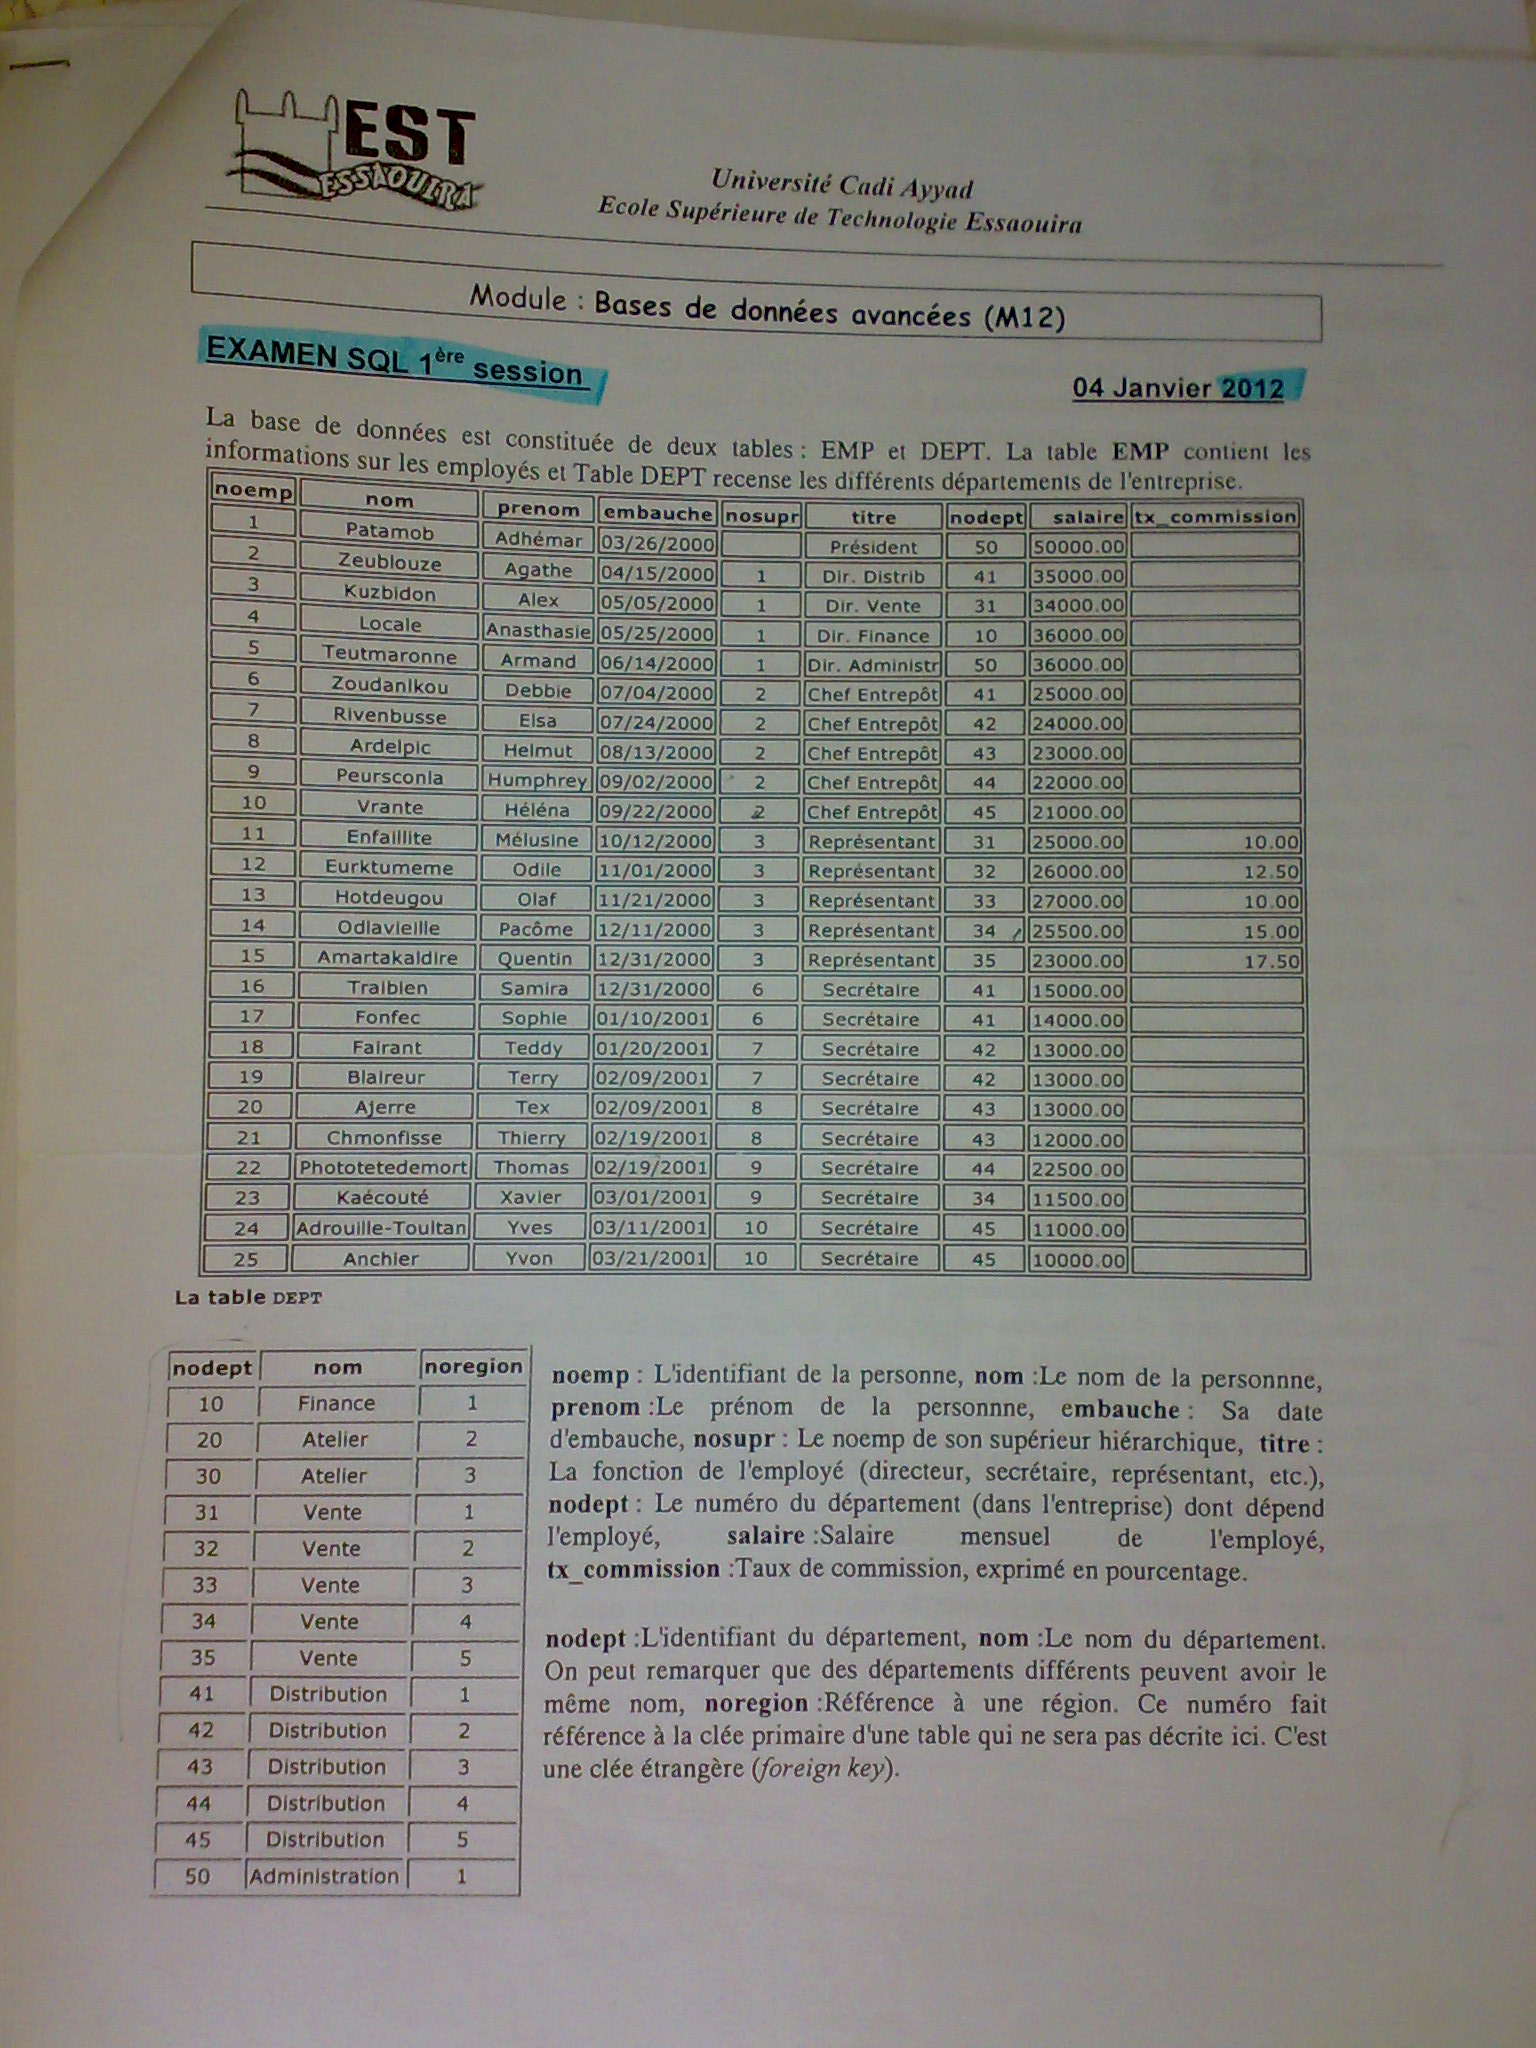 EST
ESSAOUIRA
Université Cadi Ayyad
Ecole Supérieure de Technologie Essaouira
Module : Bases de données avancées (M12)
EXAMEN SQL 1ère session
04 Janvier 2012
La base de données est constituée de deux tables : EMP et DEPT. La table EMP contient les
informations sur les employés et Table DEPT recense les différents départements de l'entreprise.
noemp nom prenom embauche nosupr titre nodept salaire tx_commission
1 Patamob Adhémar 03/26/2000 Président 50 50000.00
2 Zeublouze Agathe 04/15/2000 1 Dir. Distrib 41 35000.00
3 Kuzbidon Alex 05/05/2000 1 Dir. Vente 31 34000.00
4 Locale Anasthasie 05/25/2000 1 Dir. Finance 10 36000.00
5 Teutmaronne Armand 06/14/2000 1 Dir. Administr 50 36000.00
6 Zoudanikou Debbie 07/04/2000 2 Chef Entrepôt 41 25000.00
7 Rivenbusse Elsa 07/24/2000 2 Chef Entrepôt 42 24000.00
8 Ardelpic Helmut 08/13/2000 2 Chef Entrepôt 43 23000.00
9 Peursconla Humphrey 09/02/2000 2 Chef Entrepôt 44 22000.00
10 Vrante Héléna 09/22/2000 2 Chef Entrepôt 45 21000.00
11 Enfaillite Mélusine 10/12/2000 3 Représentant 31 25000.00 10.00
12 Eurktumeme Odile 11/01/2000 3 Représentant 32 26000.00 12.50
13 Hotdeugou Olaf 11/21/2000 3 Représentant 33 27000.00 10.00
14 Odlavieille Pacôme 12/11/2000 3 Représentant 34 25500.00 15.00
15 Amartakaldire Quentin 12/31/2000 3 Représentant 35 23000.00 17.50
16 Traibien Samira 12/31/2000 6 Secrétaire 41 15000.00
17 Fonfec Sophie 01/10/2001 6 Secrétaire 41 14000.00
18 Fairant Teddy 01/20/2001 7 Secrétaire 42 13000.00
19 Blaireur Terry 02/09/2001 7 Secrétaire 42 13000.00
20 Ajerre Tex 02/09/2001 8 Secrétaire 43 13000.00
21 Chmonfisse Thierry 02/19/2001 8 Secrétaire 43 12000.00
22 Phototetedemort Thomas 02/19/2001 9 Secrétaire 44 22500.00
23 Kaécouté Xavier 03/01/2001 9 Secrétaire 34 11500.00
24 Adrouille-Toultan Yves 03/11/2001 10 Secrétaire 45 11000.00
25 Anchier Yvon 03/21/2001 10 Secrétaire 45 10000.00
La table DEPT
nodept nom noregion
10 Finance 1
20 Atelier 2
30 Atelier 3
31 Vente 1
32 Vente 2
33 Vente 3
34 Vente 4
35 Vente 5
41 Distribution 1
42 Distribution 2
43 Distribution 3
44 Distribution 4
45 Distribution 5
50 Administration 1
noemp : L'identifiant de la personne, nom :Le nom de la personnne,
prenom :Le prénom de la personnne, embauche : Sa date
d'embauche, nosupr : Le noemp de son supérieur hiérarchique, titre :
La fonction de l'employé (directeur, secrétaire, représentant, etc.),
nodept : Le numéro du département (dans l'entreprise) dont dépend
l'employé, salaire :Salaire mensuel de l'employé,
tx_commission :Taux de commission, exprimé en pourcentage.
nodept :L'identifiant du département, nom :Le nom du département.
On peut remarquer que des départements différents peuvent avoir le
même nom, noregion :Référence à une région. Ce numéro fait
référence à la clée primaire d'une table qui ne sera pas décrite ici. C'est
une clée étrangère (foreign key).